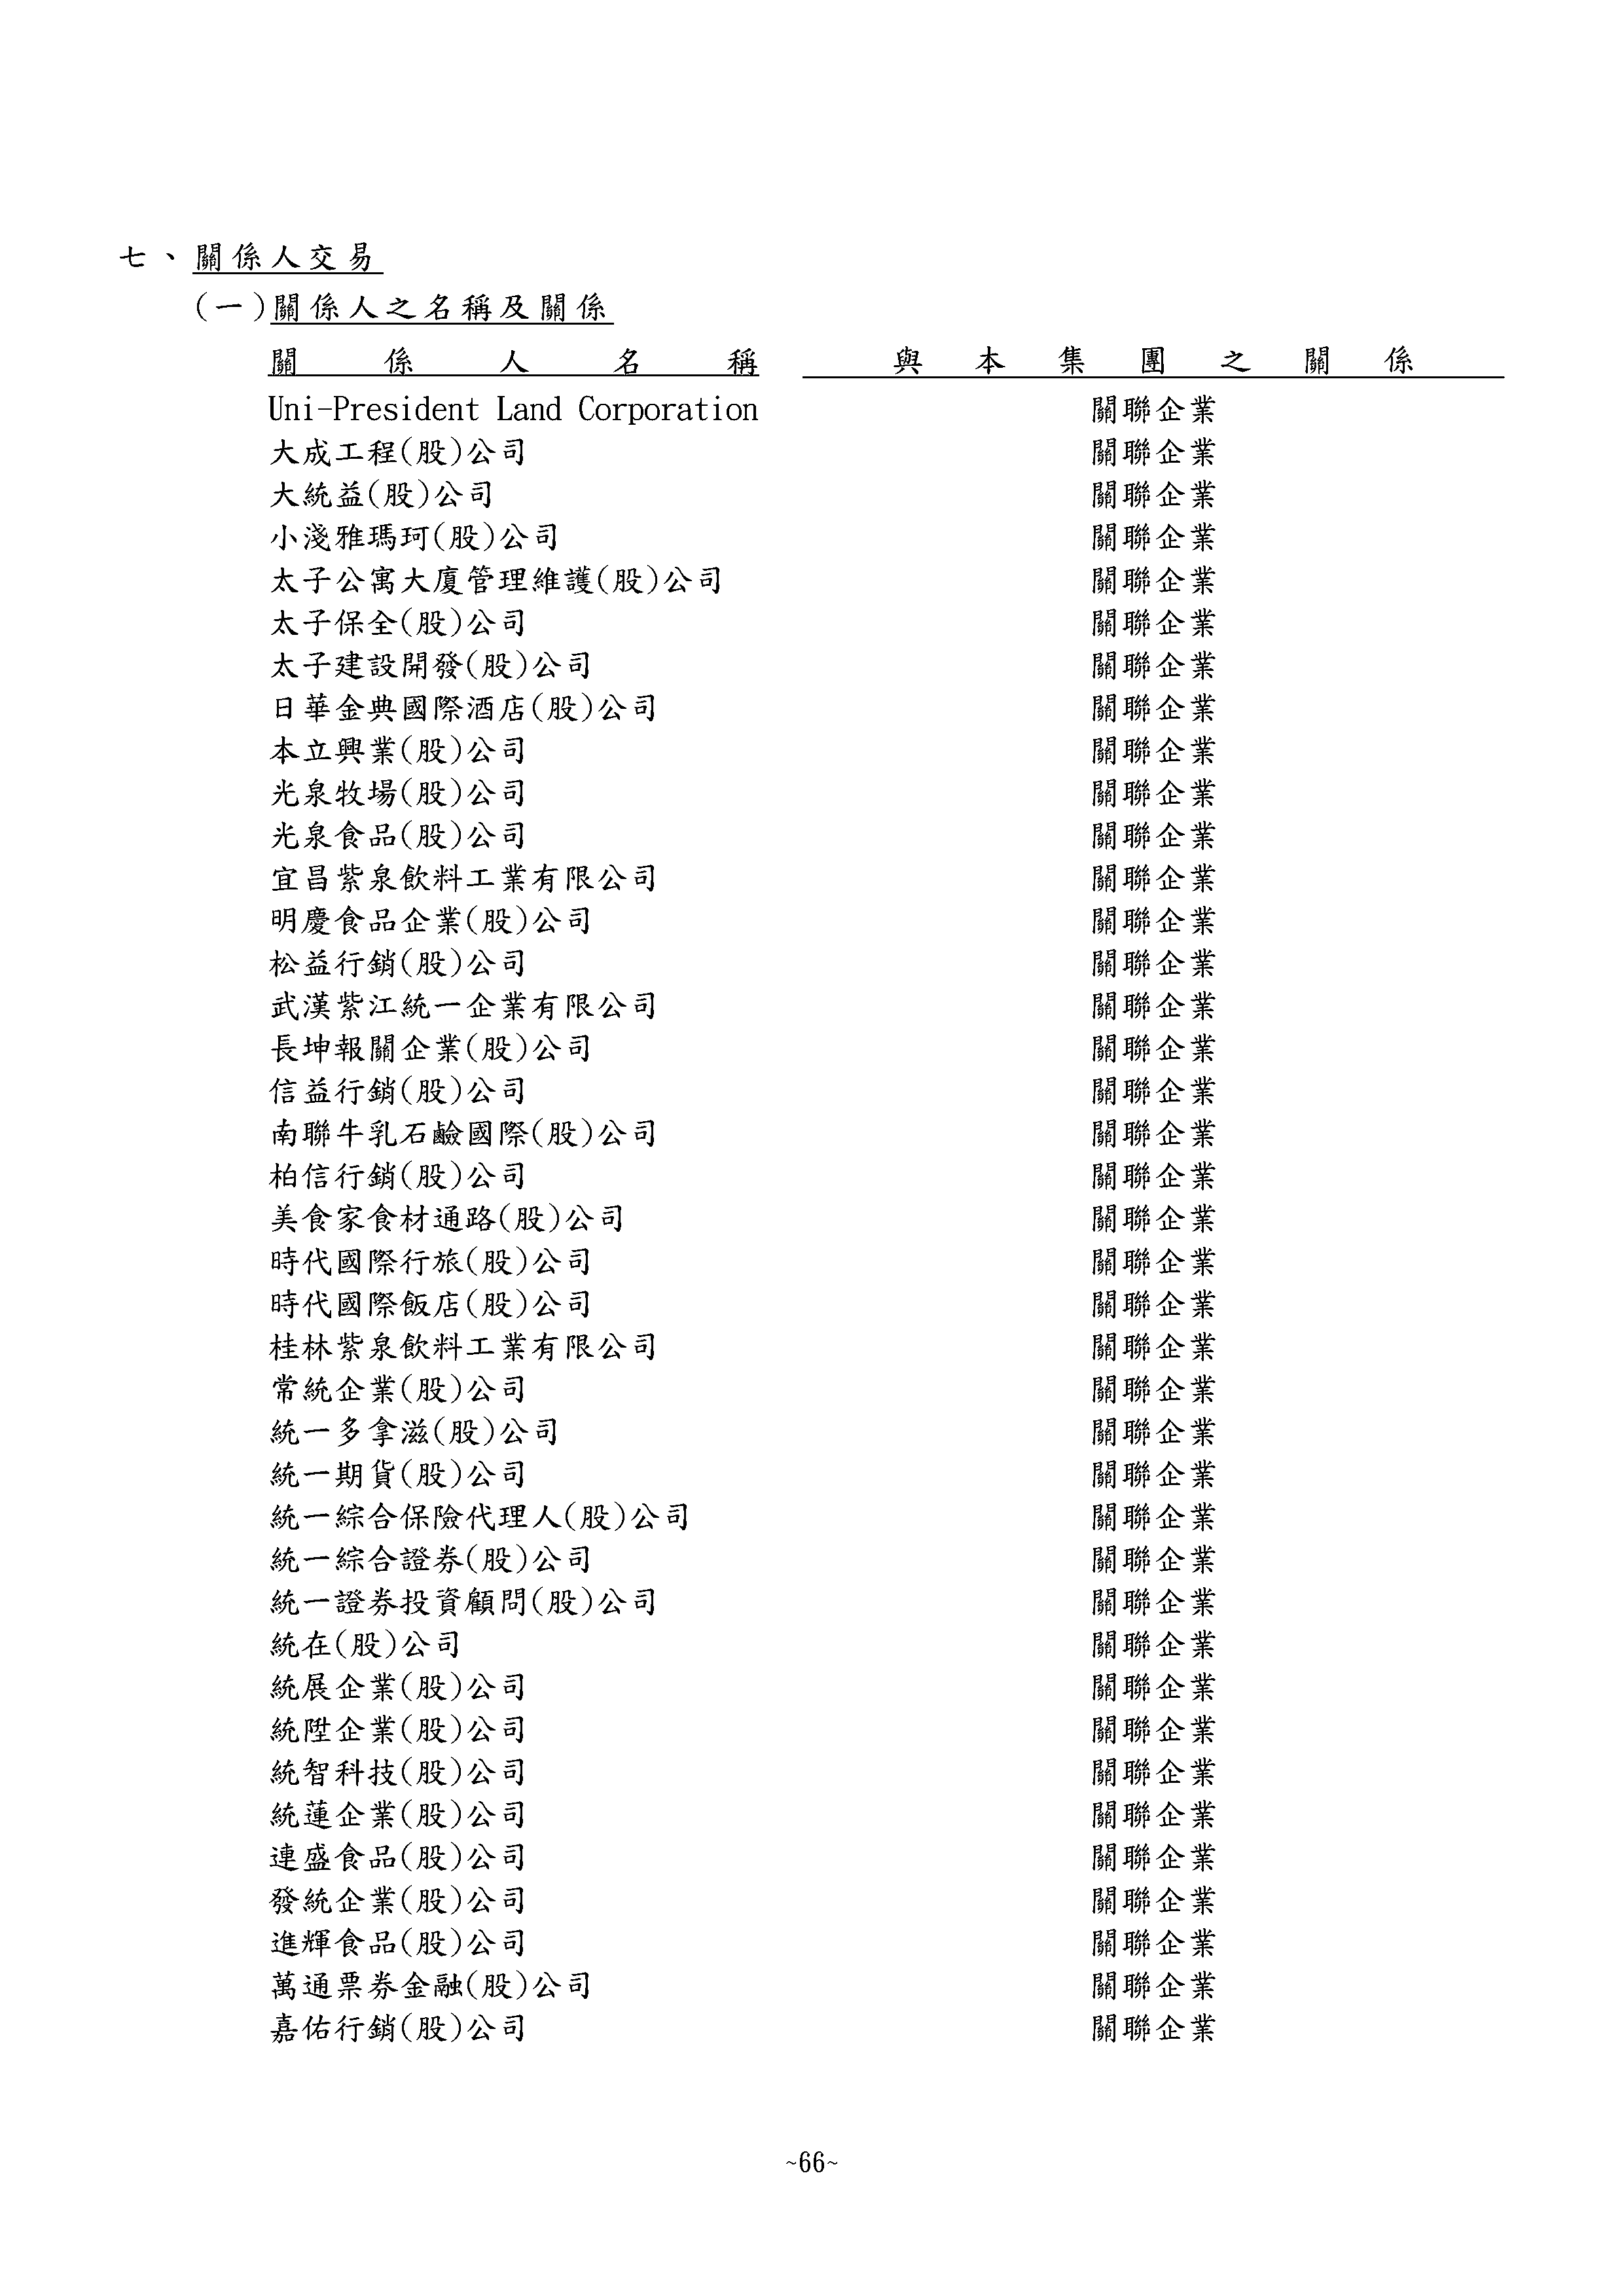 七、關係人交易
(一)關係人之名稱及關係
關係人名稱 與本集團之關係
Uni-President Land Corporation 關聯企業
大成工程(股)公司 關聯企業
大統益(股)公司 關聯企業
小淺雅瑪珂(股)公司 關聯企業
太子公寓大廈管理維護(股)公司 關聯企業
太子保全(股)公司 關聯企業
太子建設開發(股)公司 關聯企業
日華金典國際酒店(股)公司 關聯企業
本立興業(股)公司 關聯企業
光泉牧場(股)公司 關聯企業
光泉食品(股)公司 關聯企業
宜昌紫泉飲料工業有限公司 關聯企業
明慶食品企業(股)公司 關聯企業
松益行銷(股)公司 關聯企業
武漢紫江統一企業有限公司 關聯企業
長坤報關企業(股)公司 關聯企業
信益行銷(股)公司 關聯企業
南聯牛乳石鹼國際(股)公司 關聯企業
柏信行銷(股)公司 關聯企業
美食家食材通路(股)公司 關聯企業
時代國際行旅(股)公司 關聯企業
時代國際飯店(股)公司 關聯企業
桂林紫泉飲料工業有限公司 關聯企業
常統企業(股)公司 關聯企業
統一多拿滋(股)公司 關聯企業
統一期貨(股)公司 關聯企業
統一綜合保險代理人(股)公司 關聯企業
統一綜合證券(股)公司 關聯企業
統一證券投資顧問(股)公司 關聯企業
統在(股)公司 關聯企業
統展企業(股)公司 關聯企業
統陞企業(股)公司 關聯企業
統智科技(股)公司 關聯企業
統蓮企業(股)公司 關聯企業
連盛食品(股)公司 關聯企業
發統企業(股)公司 關聯企業
進輝食品(股)公司 關聯企業
萬通票券金融(股)公司 關聯企業
嘉佑行銷(股)公司 關聯企業
~66~